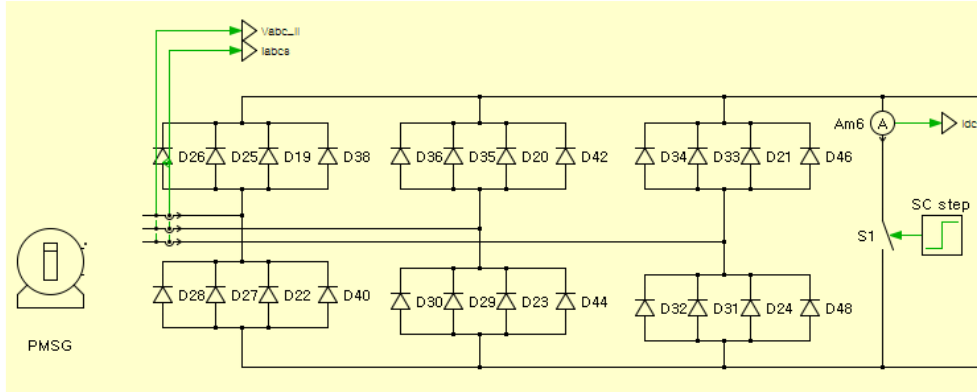 Vabc_ll
Iabcs
Am6
A
Idc
D26 D25 D19 D38
D36 D35 D20 D42
D34 D33 D21 D46
SC step
S1
D28 D27 D22 D40
D30 D29 D23 D44
D32 D31 D24 D48
PMSG